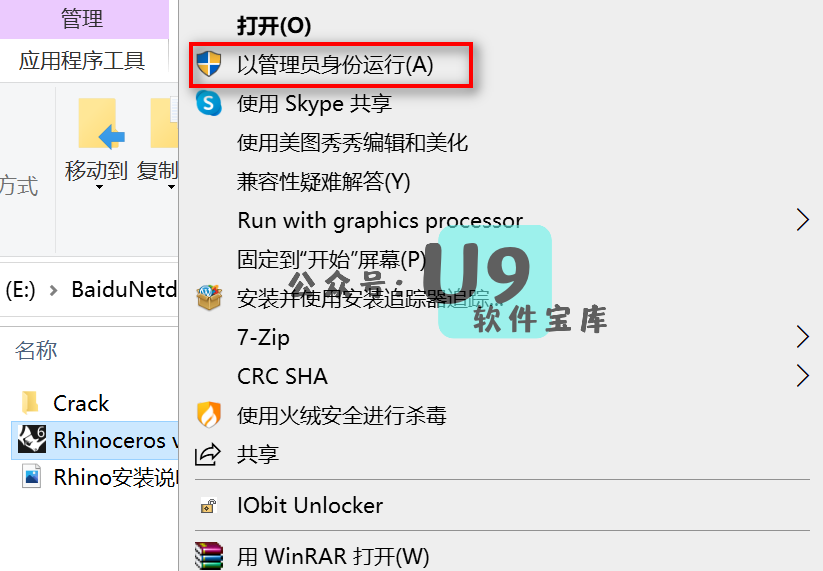 管理
应用程序工具
移动到
复制
方式
(E:) › BaiduNetd
名称
Crack
Rhinoceros v
Rhino安装说
打开(O)
以管理员身份运行(A)
使用 Skype 共享
使用美图秀秀编辑和美化
兼容性疑难解答(Y)
Run with graphics processor
固定到“开始”屏幕(P)
安装并使用安装追踪器追踪...
7-Zip
CRC SHA
使用火绒安全进行杀毒
共享
IObit Unlocker
用 WinRAR 打开(W)
公众号：U9
软件宝库